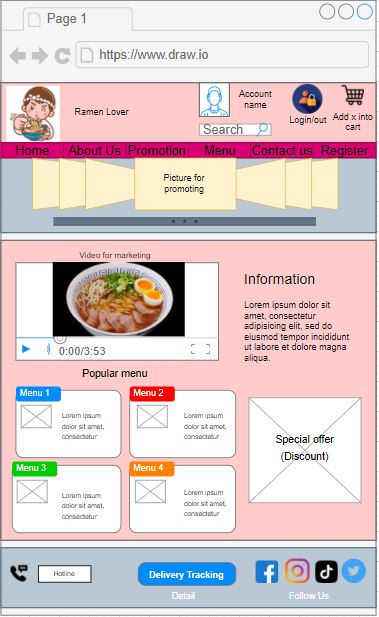 Page 1
https://www.draw.io
Ramen Lover
Account
name
Search
Login/out
Add x into
cart
Home
About Us
Promotion
Menu
Contact us
Register
Picture for
promoting
Video for marketing
0:00/3:53
Information
Lorem ipsum dolor sit
amet, consectetur
adipisicing elit, sed do
eiusmod tempor incididunt
ut labore et dolore magna
aliqua.
Popular menu
Menu 1
Lorem ipsum
dolor sit amet,
consectetur
Menu 2
Lorem ipsum
dolor sit amet,
consectetur
Menu 3
Lorem ipsum
dolor sit amet,
consectetur
Menu 4
Lorem ipsum
dolor sit amet,
consectetur
Special offer
(Discount)
Hotline
Delivery Tracking
Detail
Follow Us